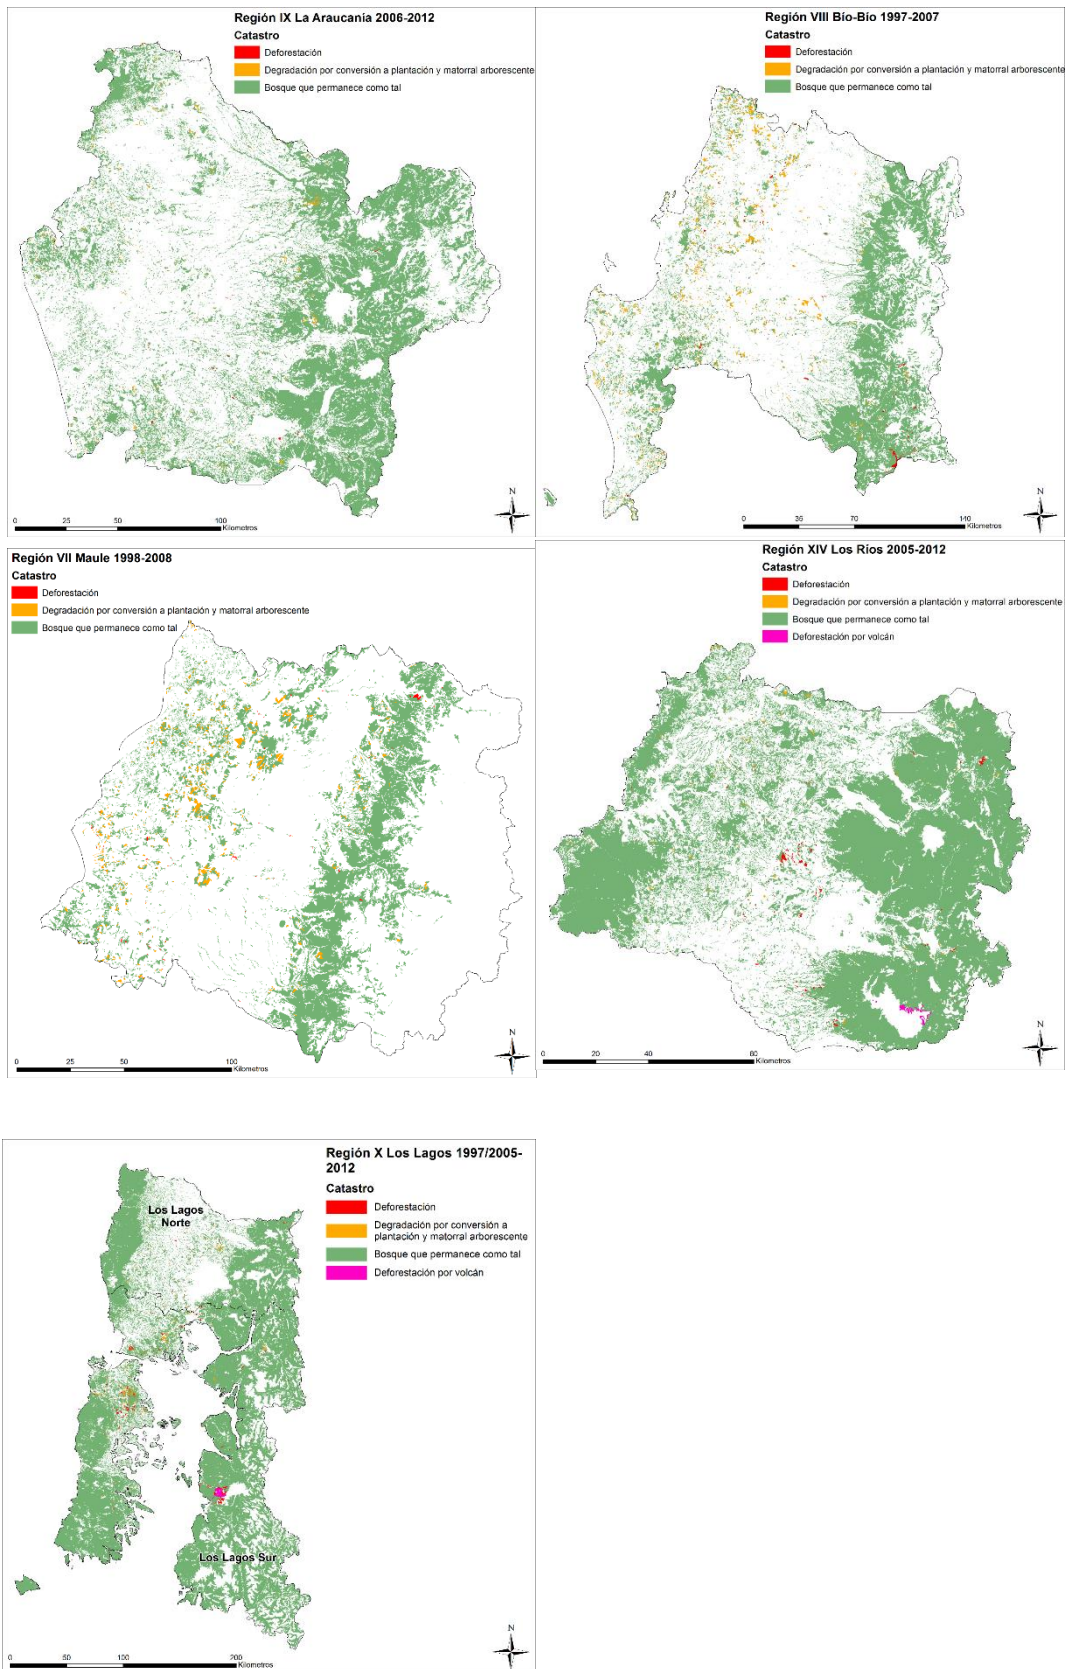 Región IX La Araucanía 2006-2012
Catastro
Deforestación
Degradación por conversión a plantación y matorral arborescente
Bosque que permanece como tal
N
0 25 50 100
Kilometros
Región VIII Bío-Bío 1997-2007
Catastro
Deforestación
Degradación por conversión a plantación y matorral arborescente
Bosque que permanece como tal
N
0 35 70 140
Kilometros
Región VII Maule 1998-2008
Catastro
Deforestación
Degradación por conversión a plantación y matorral arborescente
Bosque que permanece como tal
N
0 25 50 100
Kilometros
Región XIV Los Ríos 2005-2012
Catastro
Deforestación
Degradación por conversión a plantación y matorral arborescente
Bosque que permanece como tal
Deforestación por volcán
N
0 20 40 80
Kilometros
Región X Los Lagos 1997/2005-
2012
Catastro
Deforestación
Degradación por conversión a
plantación y matorral arborescente
Bosque que permanece como tal
Deforestación por volcán
Los Lagos
Norte
Los Lagos Sur
N
0 50 100 200
Kilometros